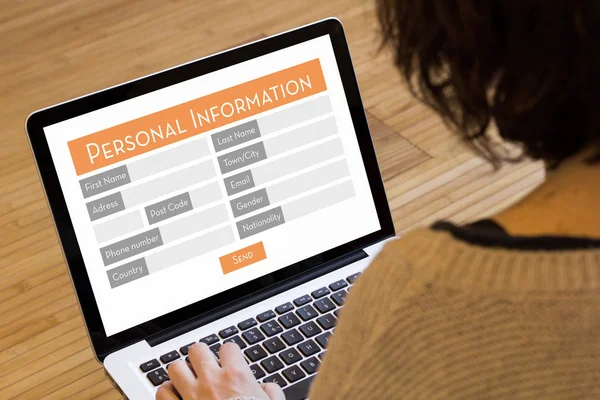 Personal Information
First Name
Last Name
Adress
Town/City
Post Code
Email
Phone number
Gender
Country
Nationality
Send